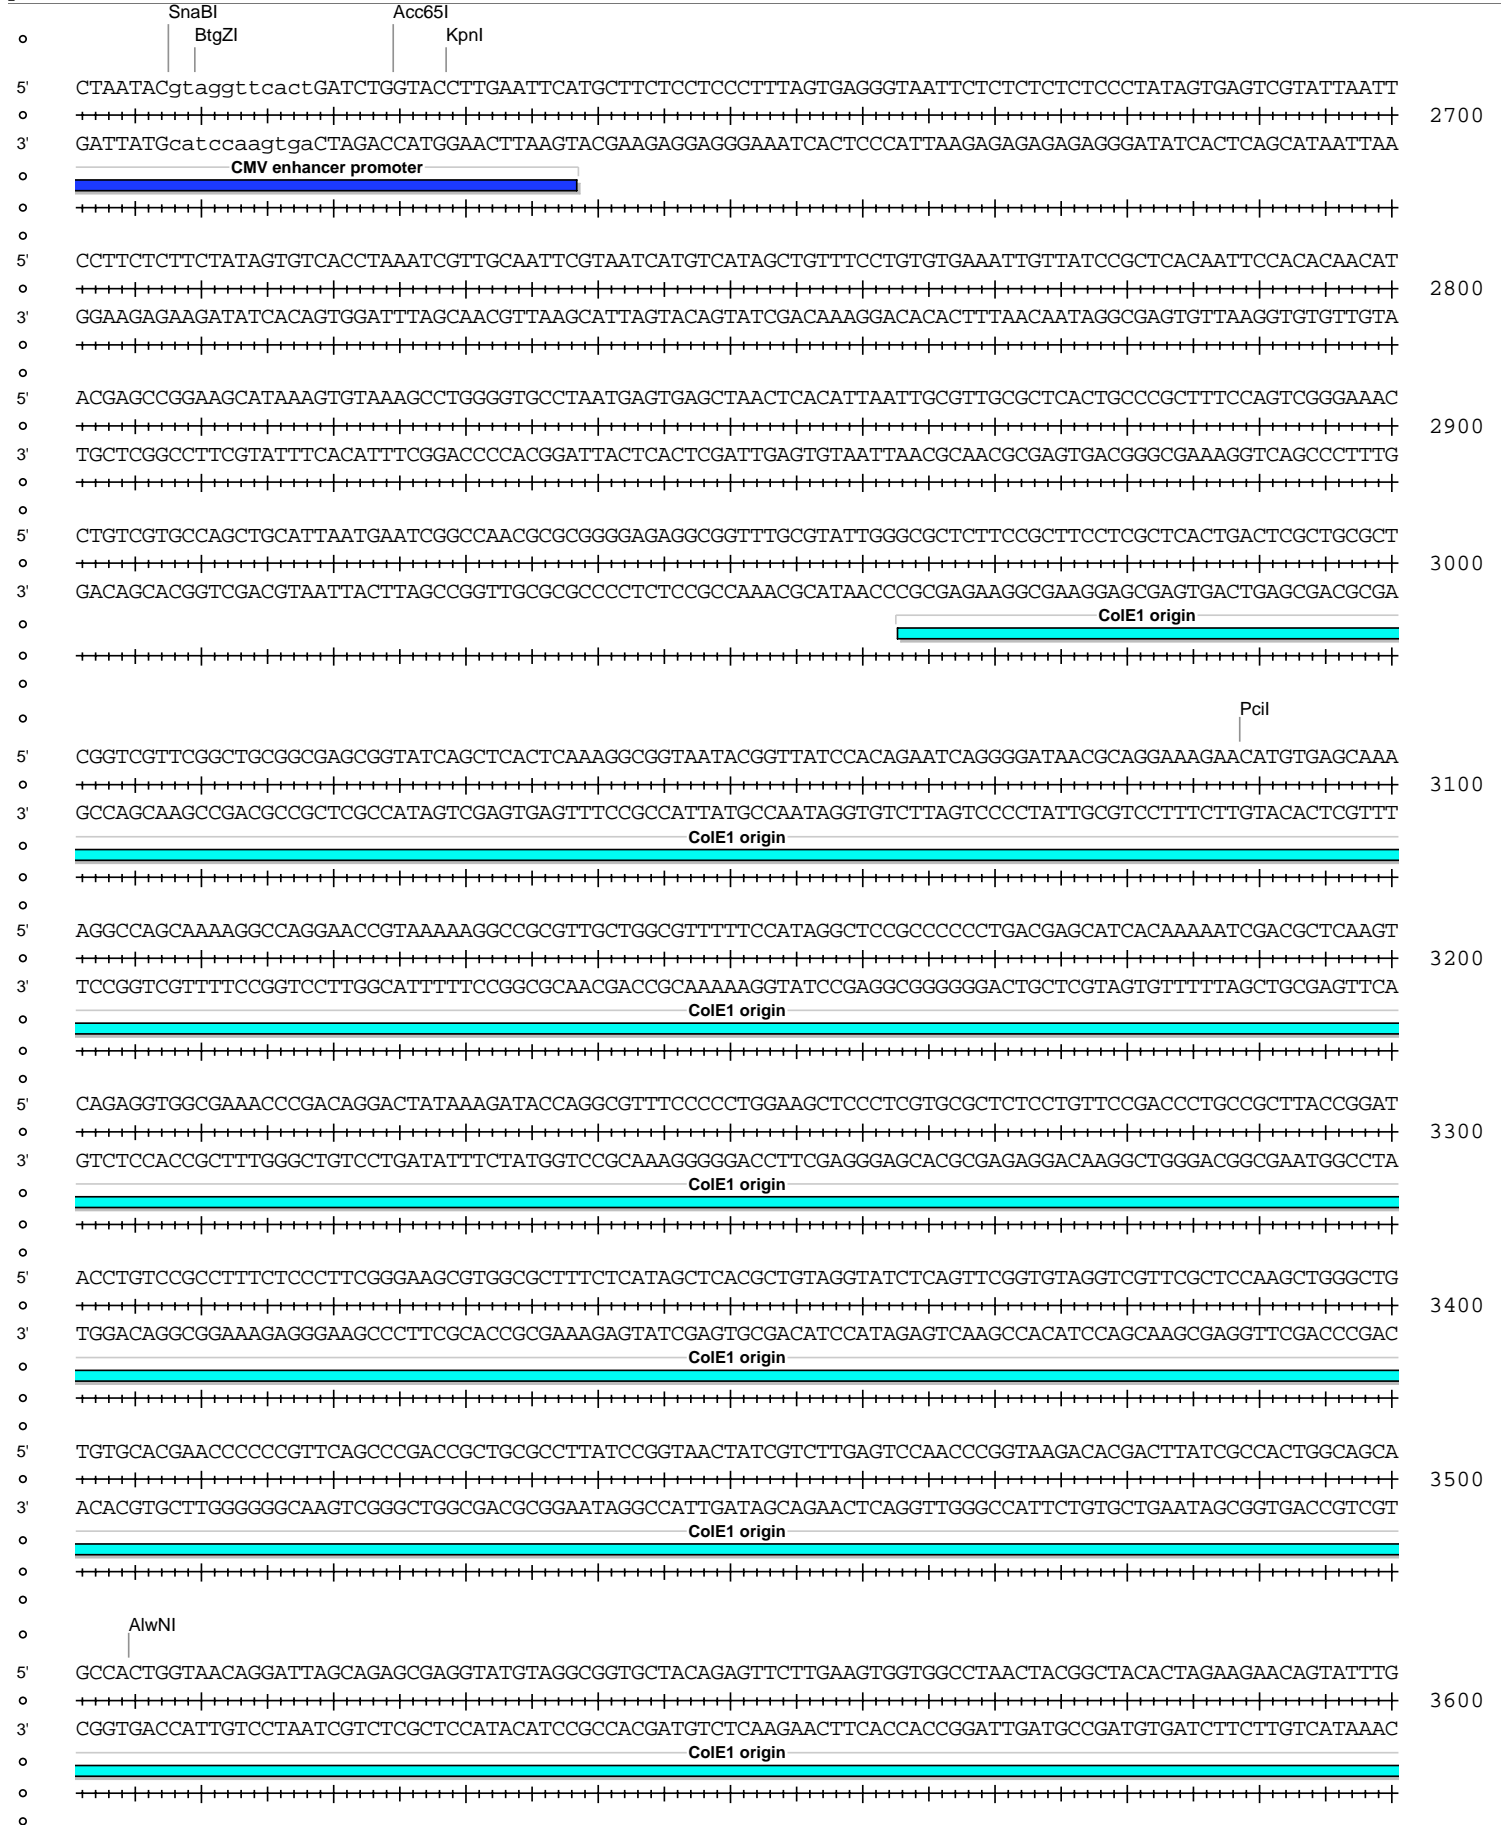 SnaBI Acc65I
BtgZI KpnI
5' CTAATACgtaggttcactGATCTGGTACCTTGAATTCATGCTTCTCCTCCCTTTAGTGAGGGTAATTCTCTCTCTCTCCCTATAGTGAGTCGTATTAATT
2700
3' GATTATGcatccaagtgaCTAGACCATGGAACTTAAGTACGAAGAGGAGGGAAATCACTCCCATTAAGAGAGAGAGAGGGATATCACTCAGCATAATTAA
CMV enhancer promoter
5' CCTTCTCTTCTATAGTGTCACCTAAATCGTTGCAATTCGTAATCATGTCATAGCTGTTTCCTGTGTGAAATTGTTATCCGCTCACAATTCCACACAACAT
2800
3' GGAAGAGAAGATATCACAGTGGATTTAGCAACGTTAAGCATTAGTACAGTATCGACAAAGGACACACTTTAACAATAGGCGAGTGTTAAGGTGTGTTGTA
5' ACGAGCCGGAAGCATAAAGTGTAAAGCCTGGGGTGCCTAATGAGTGAGCTAACTCACATTAATTGCGTTGCGCTCACTGCCCGCTTTCCAGTCGGGAAAC
2900
3' TGCTCGGCCTTCGTATTTCACATTTCGGACCCCACGGATTACTCACTCGATTGAGTGTAATTAACGCAACGCGAGTGACGGGCGAAAGGTCAGCCCTTTG
5' CTGTCGTGCCAGCTGCATTAATGAATCGGCCAACGCGCGGGGAGAGGCGGTTTGCGTATTGGGCGCTCTTCCGCTTCCTCGCTCACTGACTCGCTGCGCT
3000
3' GACAGCACGGTCGACGTAATTACTTAGCCGGTTGCGCGCCCCTCTCCGCCAAACGCATAACCCGCGAGAAGGCGAAGGAGCGAGTGACTGAGCGACGCGA
ColE1 origin
PciI
5' CGGTCGTTCGGCTGCGGCGAGCGGTATCAGCTCACTCAAAGGCGGTAATACGGTTATCCACAGAATCAGGGGATAACGCAGGAAAGAACATGTGAGCAAA
3100
3' GCCAGCAAGCCGACGCCGCTCGCCATAGTCGAGTGAGTTTCCGCCATTATGCCAATAGGTGTCTTAGTCCCCTATTGCGTCCTTTCTTGTACACTCGTTT
ColE1 origin
5' AGGCCAGCAAAAGGCCAGGAACCGTAAAAAGGCCGCGTTGCTGGCGTTTTTCCATAGGCTCCGCCCCCCTGACGAGCATCACAAAAATCGACGCTCAAGT
3200
3' TCCGGTCGTTTTCCGGTCCTTGGCATTTTTCCGGCGCAACGACCGCAAAAAGGTATCCGAGGCGGGGGGACTGCTCGTAGTGTTTTTAGCTGCGAGTTCA
ColE1 origin
5' CAGAGGTGGCGAAACCCGACAGGACTATAAAGATACCAGGCGTTTCCCCCTGGAAGCTCCCTCGTGCGCTCTCCTGTTCCGACCCTGCCGCTTACCGGAT
3300
3' GTCTCCACCGCTTTGGGCTGTCCTGATATTTCTATGGTCCGCAAAGGGGGACCTTCGAGGGAGCACGCGAGAGGACAAGGCTGGGACGGCGAATGGCCTA
ColE1 origin
5' ACCTGTCCGCCTTTCTCCCTTCGGGAAGCGTGGCGCTTTCTCATAGCTCACGCTGTAGGTATCTCAGTTCGGTGTAGGTCGTTCGCTCCAAGCTGGGCTG
3400
3' TGGACAGGCGGAAAGAGGGAAGCCCTTCGCACCGCGAAAGAGTATCGAGTGCGACATCCATAGAGTCAAGCCACATCCAGCAAGCGAGGTTCGACCCGAC
ColE1 origin
5' TGTGCACGAACCCCCCGTTCAGCCCGACCGCTGCGCCTTATCCGGTAACTATCGTCTTGAGTCCAACCCGGTAAGACACGACTTATCGCCACTGGCAGCA
3500
3' ACACGTGCTTGGGGGGCAAGTCGGGCTGGCGACGCGGAATAGGCCATTGATAGCAGAACTCAGGTTGGGCCATTCTGTGCTGAATAGCGGTGACCGTCGT
ColE1 origin
AlwNI
5' GCCACTGGTAACAGGATTAGCAGAGCGAGGTATGTAGGCGGTGCTACAGAGTTCTTGAAGTGGTGGCCTAACTACGGCTACACTAGAAGAACAGTATTTG
3600
3' CGGTGACCATTGTCCTAATCGTCTCGCTCCATACATCCGCCACGATGTCTCAAGAACTTCACCACCGGATTGATGCCGATGTGATCTTCTTGTCATAAAC
ColE1 origin